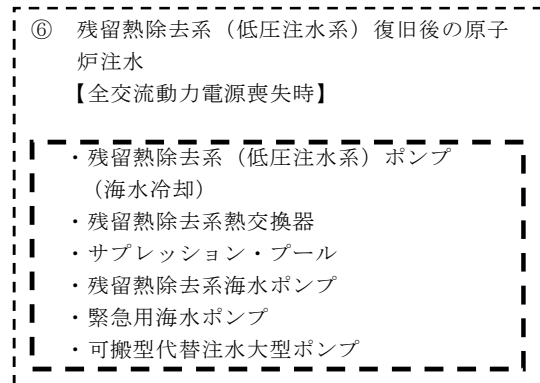 ⑥ 残留熱除去系（低圧注水系）復旧後の原子
炉注水
【全交流動力電源喪失時】
・残留熱除去系（低圧注水系）ポンプ
（海水冷却）
・残留熱除去系熱交換器
・サプレッション・プール
・残留熱除去系海水ポンプ
・緊急用海水ポンプ
・可搬型代替注水大型ポンプ